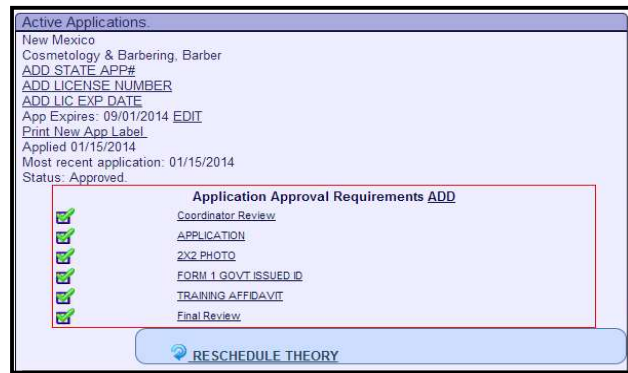 Active Applications.
New Mexico
Cosmetology & Barbering, Barber
ADD STATE APP#
ADD LICENSE NUMBER
ADD LIC EXP DATE
App Expires: 09/01/2014 EDIT
Print New App Label
Applied 01/15/2014
Most recent application: 01/15/2014
Status: Approved.
Application Approval Requirements ADD
Coordinator Review
APPLICATION
2X2 PHOTO
FORM 1 GOVT ISSUED ID
TRAINING AFFIDAVIT
Final Review
RESCHEDULE THEORY